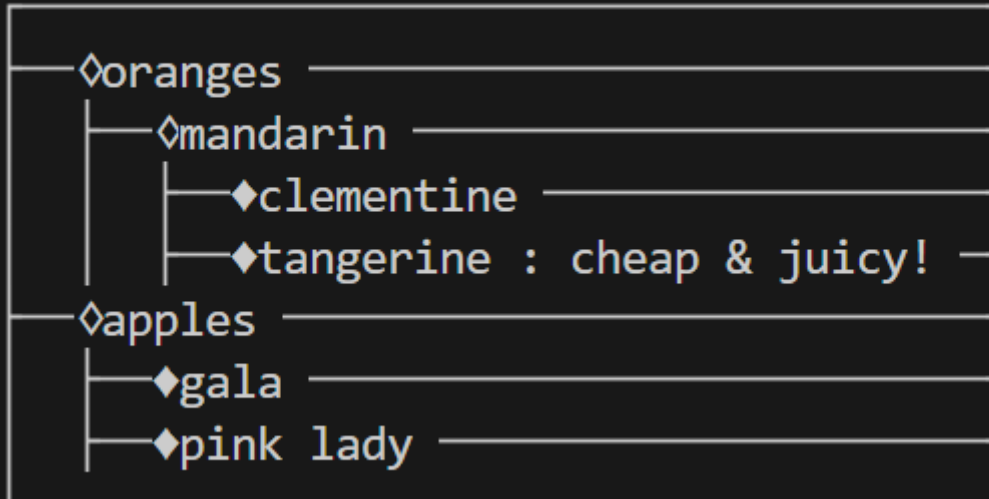 ◊oranges
◊mandarin
♦clementine
♦tangerine : cheap & juicy!
◊apples
♦gala
♦pink lady